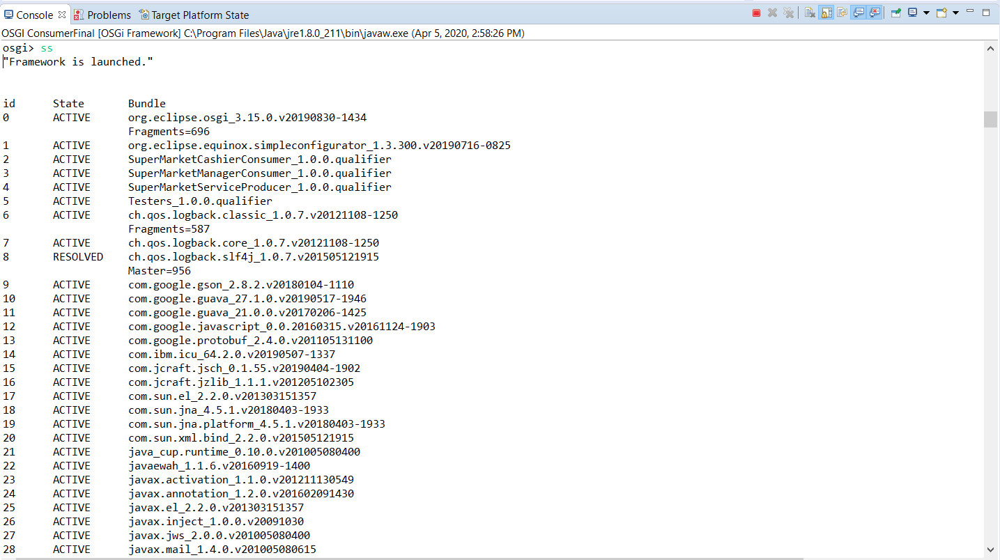 Console Problems Target Platform State
OSGI ConsumerFinal [OSGi Framework] C:\Program Files\Java\jre1.8.0_211\bin\javaw.exe (Apr 5, 2020, 2:58:26 PM)
osgi> ss
"Framework is launched."
id State Bundle
0 ACTIVE org.eclipse.osgi_3.15.0.v20190830-1434
Fragments=696
1 ACTIVE org.eclipse.equinox.simpleconfigurator_1.3.300.v20190716-0825
2 ACTIVE SuperMarketCashierConsumer_1.0.0.qualifier
3 ACTIVE SuperMarketManagerConsumer_1.0.0.qualifier
4 ACTIVE SuperMarketServiceProducer_1.0.0.qualifier
5 ACTIVE Testers_1.0.0.qualifier
6 ACTIVE ch.qos.logback.classic_1.0.7.v20121108-1250
Fragments=587
7 ACTIVE ch.qos.logback.core_1.0.7.v20121108-1250
8 RESOLVED ch.qos.logback.slf4j_1.0.7.v201505121915
Master=956
9 ACTIVE com.google.gson_2.8.2.v20180104-1110
10 ACTIVE com.google.guava_27.1.0.v20190517-1946
11 ACTIVE com.google.guava_21.0.0.v20170206-1425
12 ACTIVE com.google.javascript_0.0.20160315.v20161124-1903
13 ACTIVE com.google.protobuf_2.4.0.v201105131100
14 ACTIVE com.ibm.icu_64.2.0.v20190507-1337
15 ACTIVE com.jcraft.jsch_0.1.55.v20190404-1902
16 ACTIVE com.jcraft.jzlib_1.1.1.v201205102305
17 ACTIVE com.sun.el_2.2.0.v201303151357
18 ACTIVE com.sun.jna_4.5.1.v20180403-1933
19 ACTIVE com.sun.jna.platform_4.5.1.v20180403-1933
20 ACTIVE com.sun.xml.bind_2.2.0.v201505121915
21 ACTIVE java_cup.runtime_0.10.0.v201005080400
22 ACTIVE javaewah_1.1.6.v20160919-1400
23 ACTIVE javax.activation_1.1.0.v201211130549
24 ACTIVE javax.annotation_1.2.0.v201602091430
25 ACTIVE javax.el_2.2.0.v201303151357
26 ACTIVE javax.inject_1.0.0.v20091030
27 ACTIVE javax.jws_2.0.0.v201005080400
28 ACTIVE javax.mail_1.4.0.v201005080615